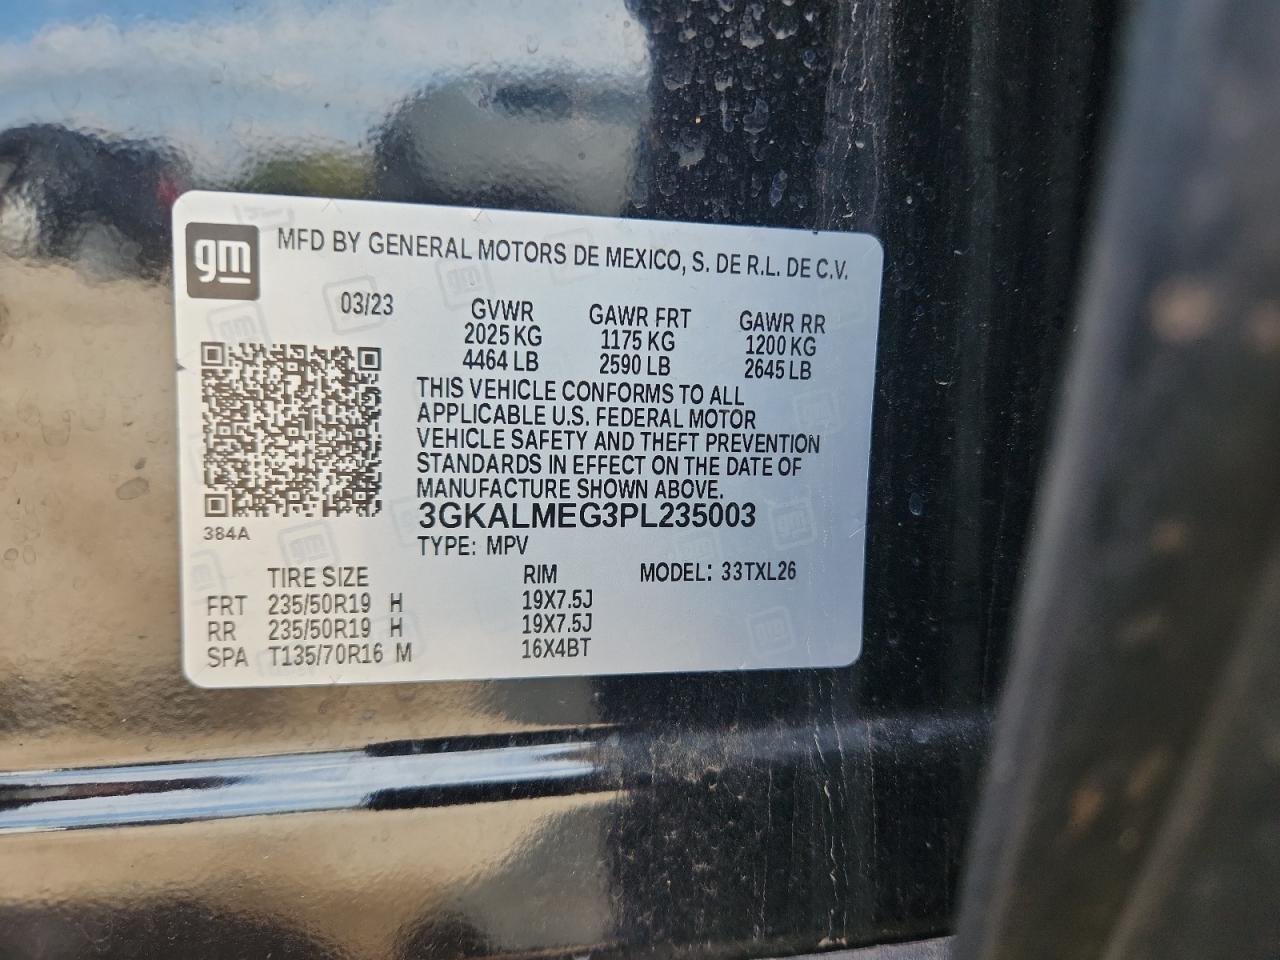 gm
MFD BY GENERAL MOTORS DE MEXICO, S. DE R.L. DE C.V.
03/23 GVWR GAWR FRT GAWR RR
2025 KG 1175 KG 1200 KG
4464 LB 2590 LB 2645 LB
THIS VEHICLE CONFORMS TO ALL
APPLICABLE U.S. FEDERAL MOTOR
VEHICLE SAFETY AND THEFT PREVENTION
STANDARDS IN EFFECT ON THE DATE OF
MANUFACTURE SHOWN ABOVE.
3GKALMEG3PL235003
384A
TYPE: MPV
TIRE SIZE RIM MODEL: 33TXL26
FRT 235/50R19 H 19X7.5J
RR 235/50R19 H 19X7.5J
SPA T135/70R16 M 16X4BT